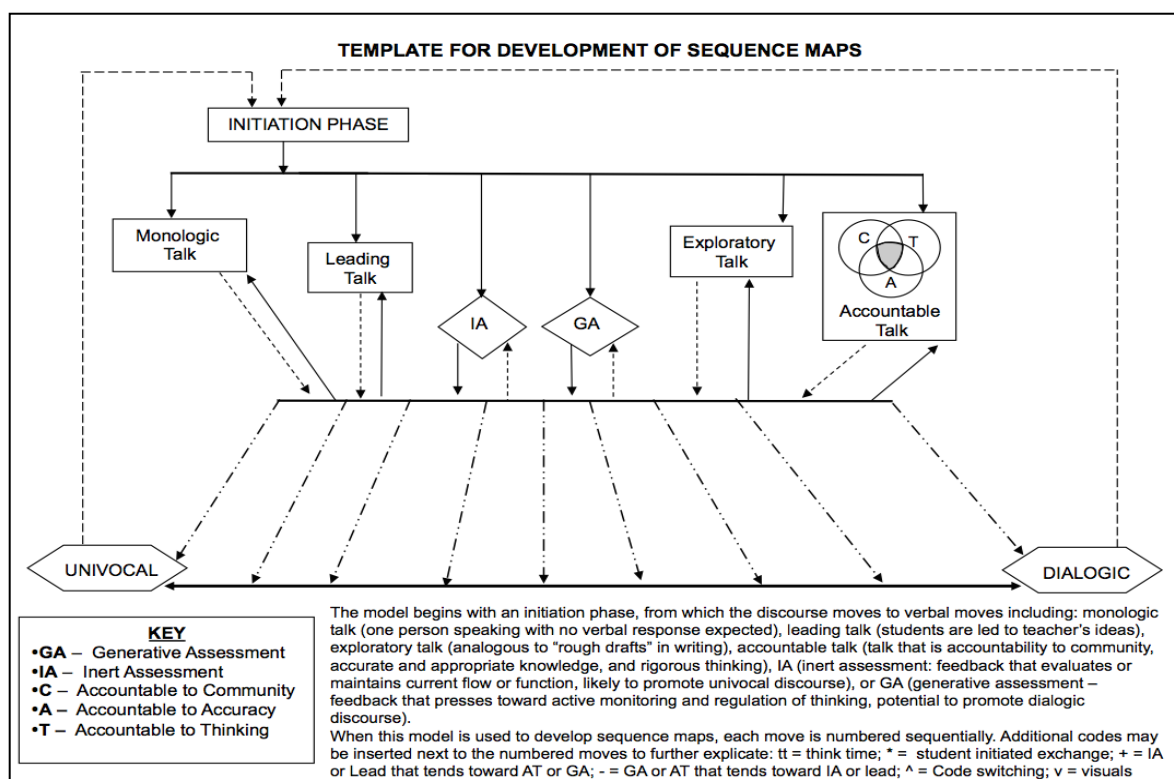 TEMPLATE FOR DEVELOPMENT OF SEQUENCE MAPS
INITIATION PHASE
Monologic
Talk
Leading
Talk
IA
GA
Exploratory
Talk
C
T
A
Accountable
Talk
UNIVOCAL
DIALOGIC
KEY
•GA – Generative Assessment
•IA – Inert Assessment
•C – Accountable to Community
•A – Accountable to Accuracy
•T – Accountable to Thinking
The model begins with an initiation phase, from which the discourse moves to verbal moves including: monologic
talk (one person speaking with no verbal response expected), leading talk (students are led to teacher's ideas),
exploratory talk (analogous to "rough drafts" in writing), accountable talk (talk that is accountability to community,
accurate and appropriate knowledge, and rigorous thinking), IA (inert assessment: feedback that evaluates or
maintains current flow or function, likely to promote univocal discourse), or GA (generative assessment –
feedback that presses toward active monitoring and regulation of thinking, potential to promote dialogic
discourse).
When this model is used to develop sequence maps, each move is numbered sequentially. Additional codes may
be inserted next to the numbered moves to further explicate: tt = think time; * = student initiated exchange; + = IA
or Lead that tends toward AT or GA; - = GA or AT that tends toward IA or lead; ^ = Code switching; v = visuals